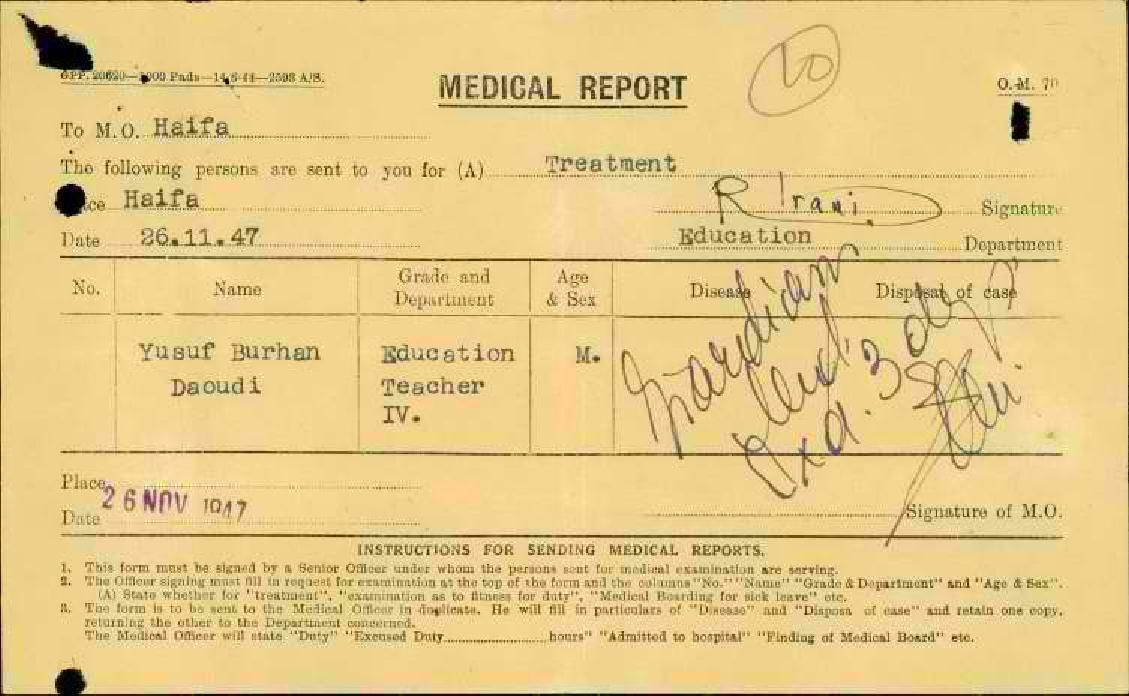 GPP. 20620—1000 Pads—14.6.44—2593 A/S.
MEDICAL REPORT
O.M. 70
To M.O. Haifa
The following persons are sent to you for (A) Treatment
Haifa
R Irani. Signature
Date 26.11.47
Education Department
No. Name Grade and Department Age & Sex Disease Disposal of case
Yusuf Burhan Education M.
Daoudi Teacher
IV.
3 days
Place
26 NOV 1947
Date
Signature of M.O.
INSTRUCTIONS FOR SENDING MEDICAL REPORTS.
1. This form must be signed by a Senior Officer under whom the persons sent for medical examination are serving.
2. The Officer signing must fill in request for examination at the top of the form and the columns "No." "Name" "Grade & Department" and "Age & Sex".
(A) State whether for "treatment", "examination as to fitness for duty", "Medical Boarding for sick leave" etc.
3. The form is to be sent to the Medical Officer in duplicate. He will fill in particulars of "Disease" and "Disposa of case" and retain one copy,
returning the other to the Department concerned.
The Medical Officer will state "Duty" "Excused Duty..........hours" "Admitted to hospital" "Finding of Medical Board" etc.